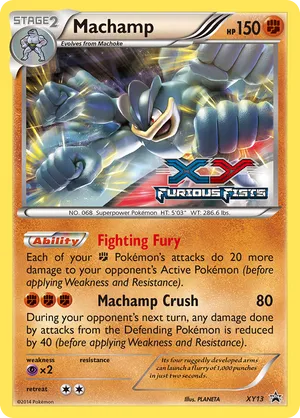 STAGE2 Machamp HP150
Evolves from Machoke
XY
FURIOUS FISTS
NO. 068 Superpower Pokémon HT: 5'03" WT: 286.6 lbs.
Ability Fighting Fury
Each of your Pokémon's attacks do 20 more
damage to your opponent's Active Pokémon (before
applying Weakness and Resistance).
Machamp Crush 80
During your opponent's next turn, any damage done
by attacks from the Defending Pokémon is reduced
by 40 (before applying Weakness and Resistance).
weakness resistance
×2
retreat
Its four ruggedly developed arms
can launch a flurry of 1,000 punches
in just two seconds.
©2014 Pokémon Illus. PLANETA XY13